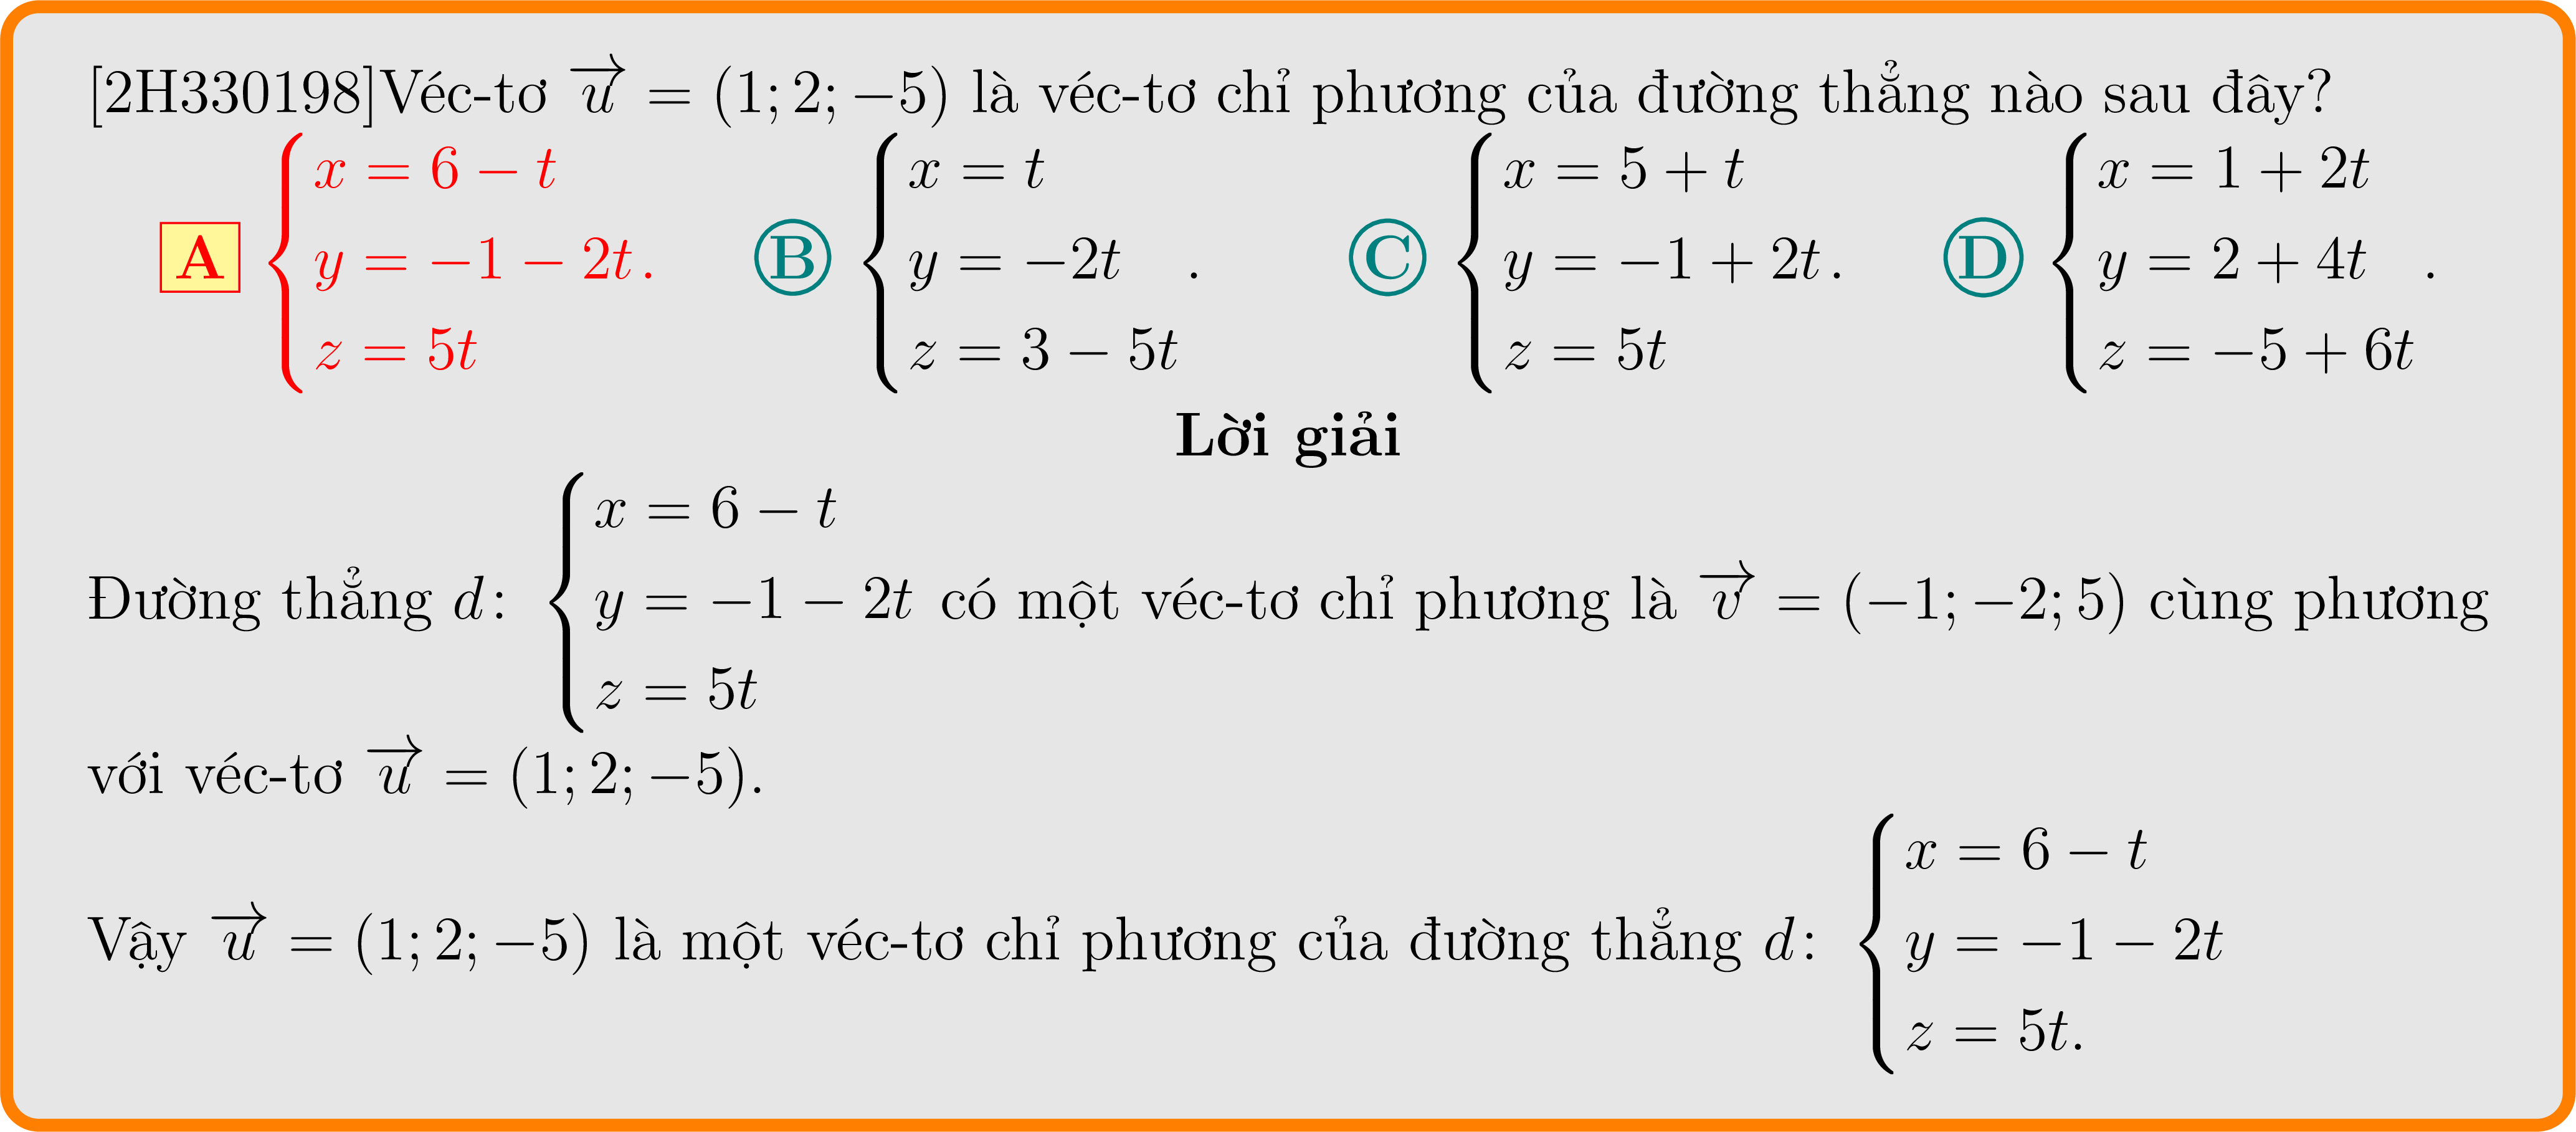 [2H330198]Véc-tơ $\overrightarrow{u} = (1; 2; -5)$ là véc-tơ chỉ phương của đường thẳng nào sau đây?
A $\begin{cases} x = 6 - t \\ y = -1 - 2t \\ z = 5t \end{cases}$. B $\begin{cases} x = t \\ y = -2t \\ z = 3 - 5t \end{cases}$. C $\begin{cases} x = 5 + t \\ y = -1 + 2t \\ z = 5t \end{cases}$. D $\begin{cases} x = 1 + 2t \\ y = 2 + 4t \\ z = -5 + 6t \end{cases}$.
Lời giải
Đường thẳng $d$: $\begin{cases} x = 6 - t \\ y = -1 - 2t \\ z = 5t \end{cases}$ có một véc-tơ chỉ phương là $\overrightarrow{v} = (-1; -2; 5)$ cùng phương
với véc-tơ $\overrightarrow{u} = (1; 2; -5)$.
Vậy $\overrightarrow{u} = (1; 2; -5)$ là một véc-tơ chỉ phương của đường thẳng $d$: $\begin{cases} x = 6 - t \\ y = -1 - 2t \\ z = 5t. \end{cases}$